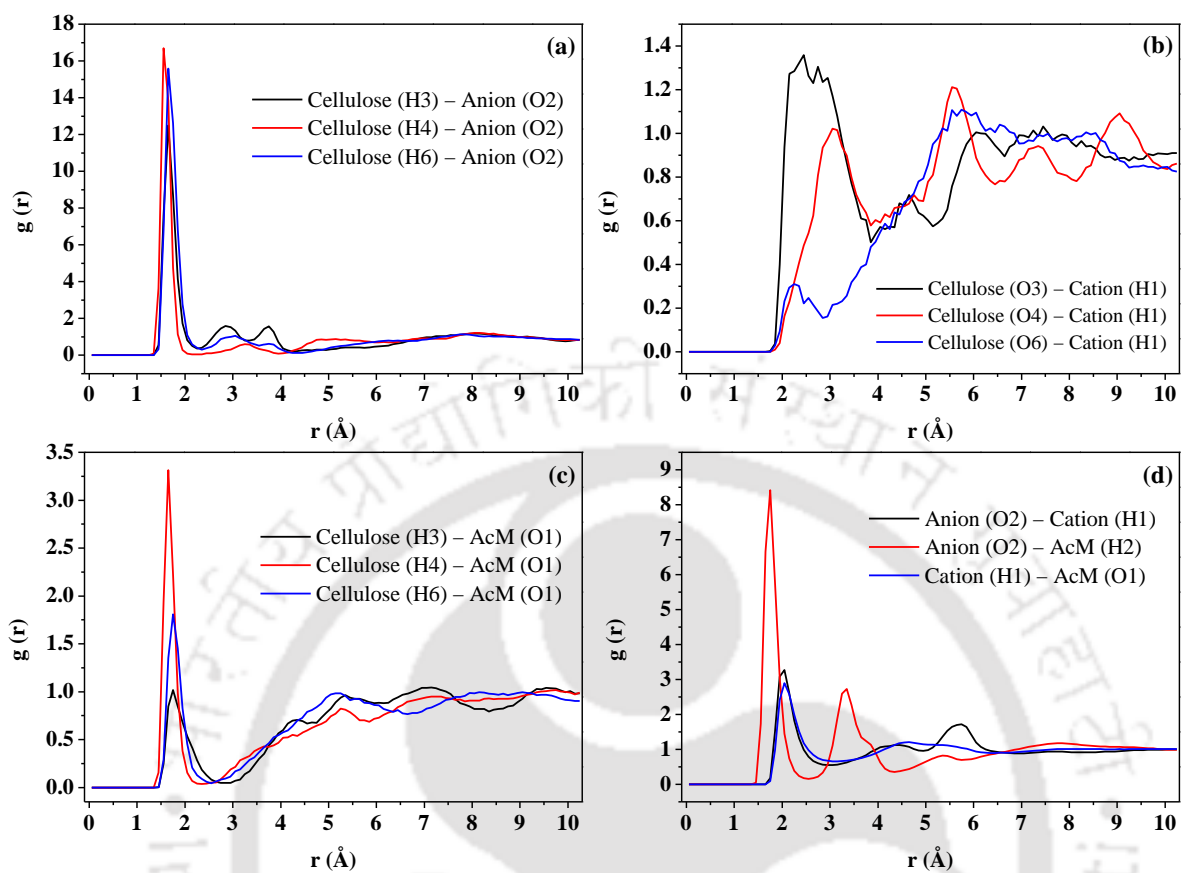 (a)
Cellulose (H3) – Anion (O2)
Cellulose (H4) – Anion (O2)
Cellulose (H6) – Anion (O2)
g (r)
18
16
14
12
10
8
6
4
2
0
0 1 2 3 4 5 6 7 8 9 10
r (Å)
(b)
g (r)
1.4
1.2
1.0
0.8
0.6
0.4
0.2
0.0
Cellulose (O3) – Cation (H1)
Cellulose (O4) – Cation (H1)
Cellulose (O6) – Cation (H1)
0 1 2 3 4 5 6 7 8 9 10
r (Å)
(c)
Cellulose (H3) – AcM (O1)
Cellulose (H4) – AcM (O1)
Cellulose (H6) – AcM (O1)
g (r)
3.5
3.0
2.5
2.0
1.5
1.0
0.5
0.0
0 1 2 3 4 5 6 7 8 9 10
r (Å)
(d)
Anion (O2) – Cation (H1)
Anion (O2) – AcM (H2)
Cation (H1) – AcM (O1)
g (r)
9
8
7
6
5
4
3
2
1
0
0 1 2 3 4 5 6 7 8 9 10
r (Å)